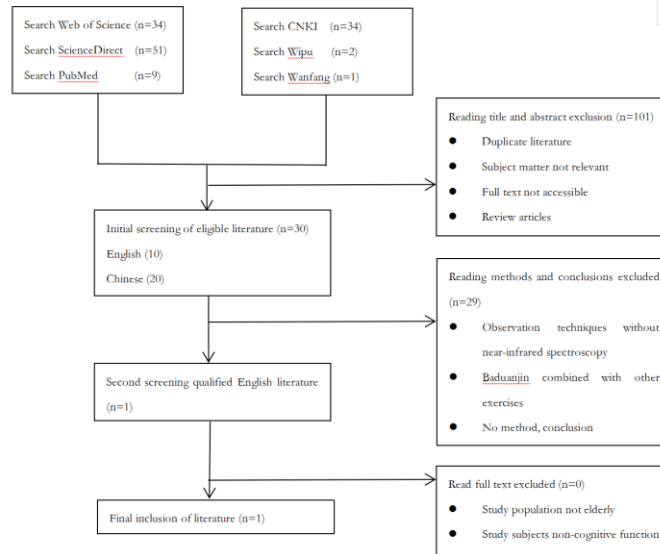 Search Web of Science (n=34)
Search ScienceDirect (n=51)
Search PubMed (n=9)
Search CNKI (n=34)
Search Wipu (n=2)
Search Wanfang (n=1)
Reading title and abstract exclusion (n=101)
● Duplicate literature
● Subject matter not relevant
● Full text not accessible
● Review articles
Initial screening of eligible literature (n=30)
English (10)
Chinese (20)
Reading methods and conclusions excluded
(n=29)
● Observation techniques without
near-infrared spectroscopy
● Baduanjin combined with other
exercises
● No method, conclusion
Second screening qualified English literature
(n=1)
Read full text excluded (n=0)
● Study population not elderly
● Study subjects non-cognitive function
Final inclusion of literature (n=1)